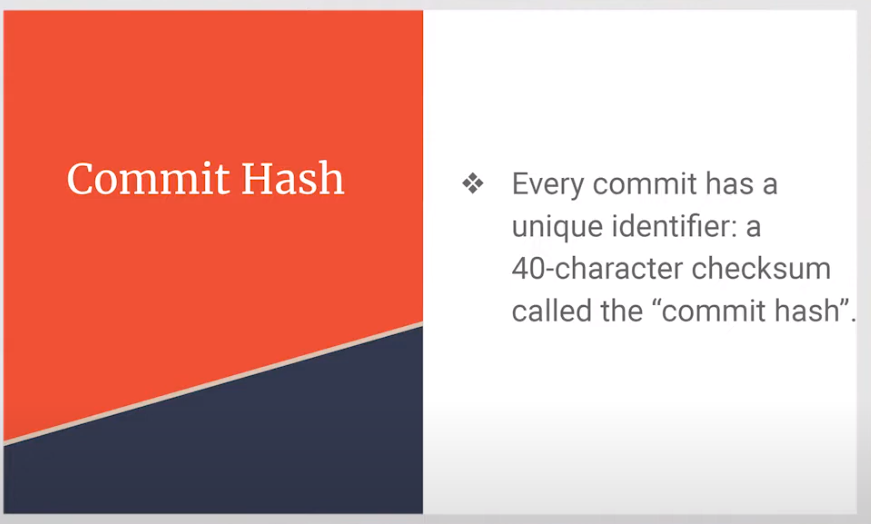 Commit Hash
❖ Every commit has a
unique identifier: a
40-character checksum
called the “commit hash”.